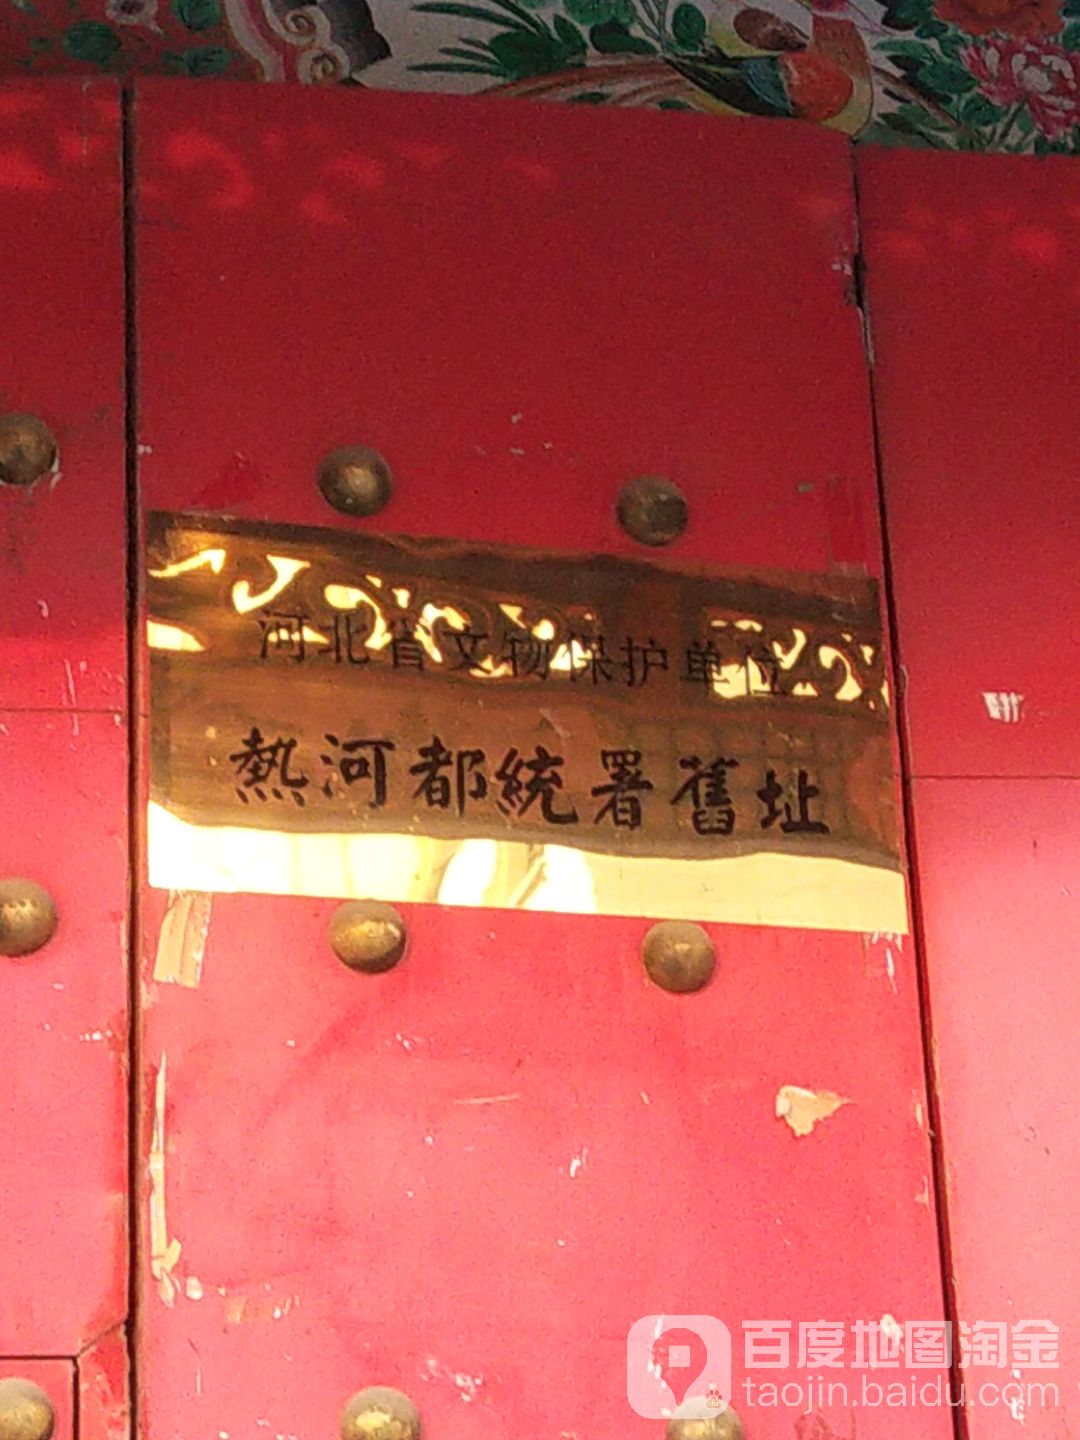 河北省文物保护单位
熱河都統署舊址
百度地图淘金
taojin.baidu.com